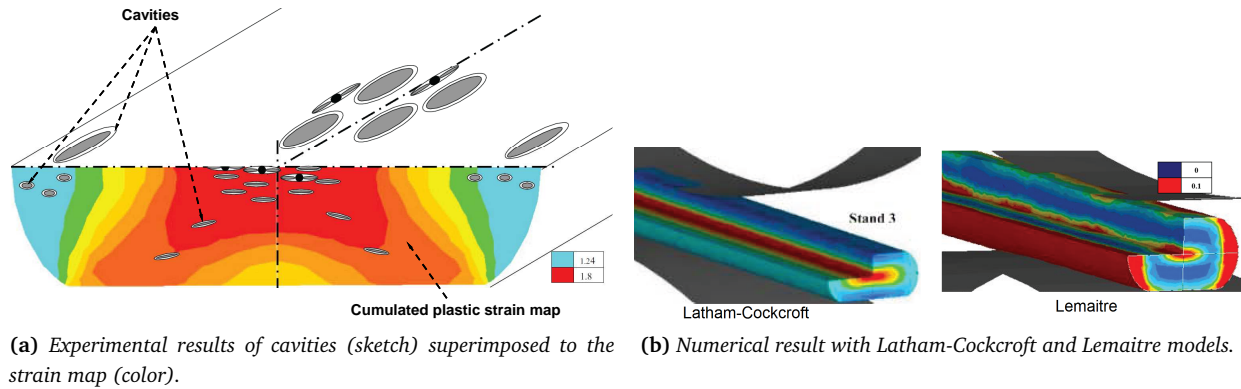 Cavities
1.24
1.8
Cumulated plastic strain map
(a) Experimental results of cavities (sketch) superimposed to the
strain map (color).
Stand 3
Latham-Cockcroft
0
0.1
Lemaitre
(b) Numerical result with Latham-Cockcroft and Lemaitre models.